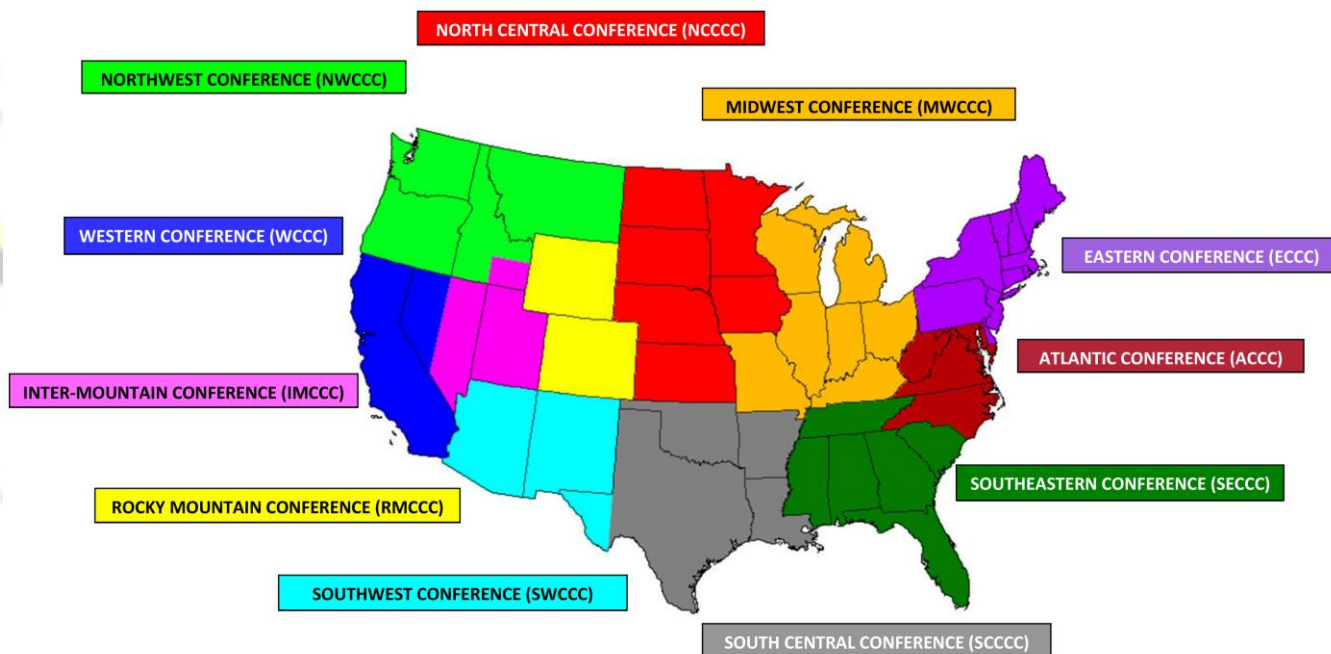 NORTH CENTRAL CONFERENCE (NCCCC)
NORTHWEST CONFERENCE (NWCCC)
MIDWEST CONFERENCE (MWCCC)
WESTERN CONFERENCE (WCCC)
EASTERN CONFERENCE (ECCC)
ATLANTIC CONFERENCE (ACCC)
INTER-MOUNTAIN CONFERENCE (IMCCC)
SOUTHEASTERN CONFERENCE (SECCC)
ROCKY MOUNTAIN CONFERENCE (RMCCC)
SOUTHWEST CONFERENCE (SWCCC)
SOUTH CENTRAL CONFERENCE (SCCCC)